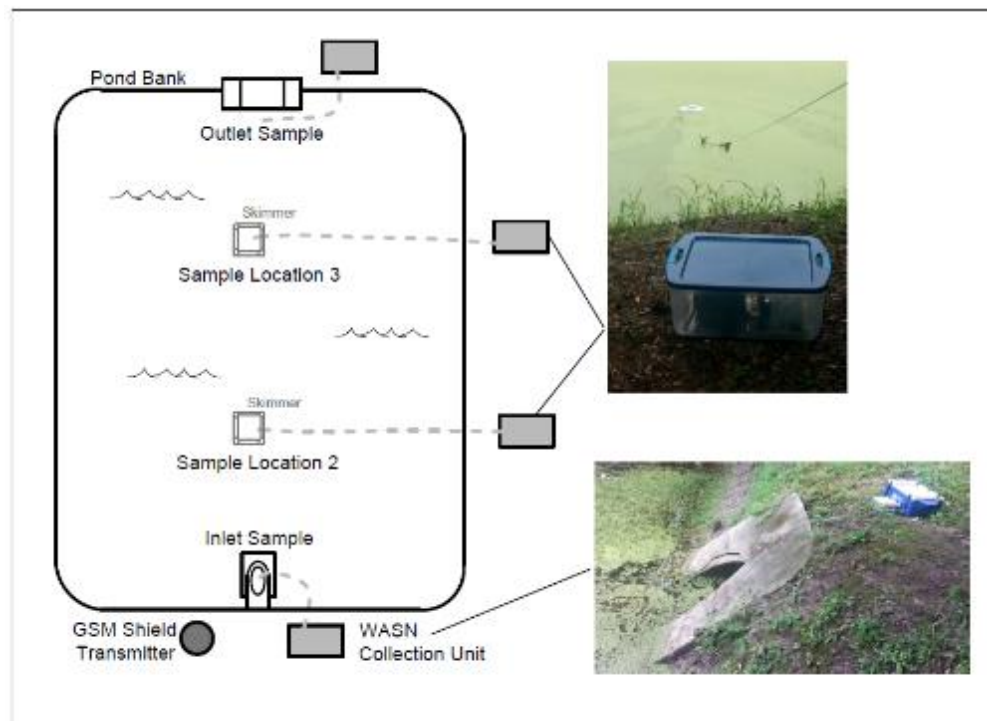 Pond Bank
Outlet Sample
Skimmer
Sample Location 3
Skimmer
Sample Location 2
Inlet Sample
GSM Shield
Transmitter
WASN
Collection Unit